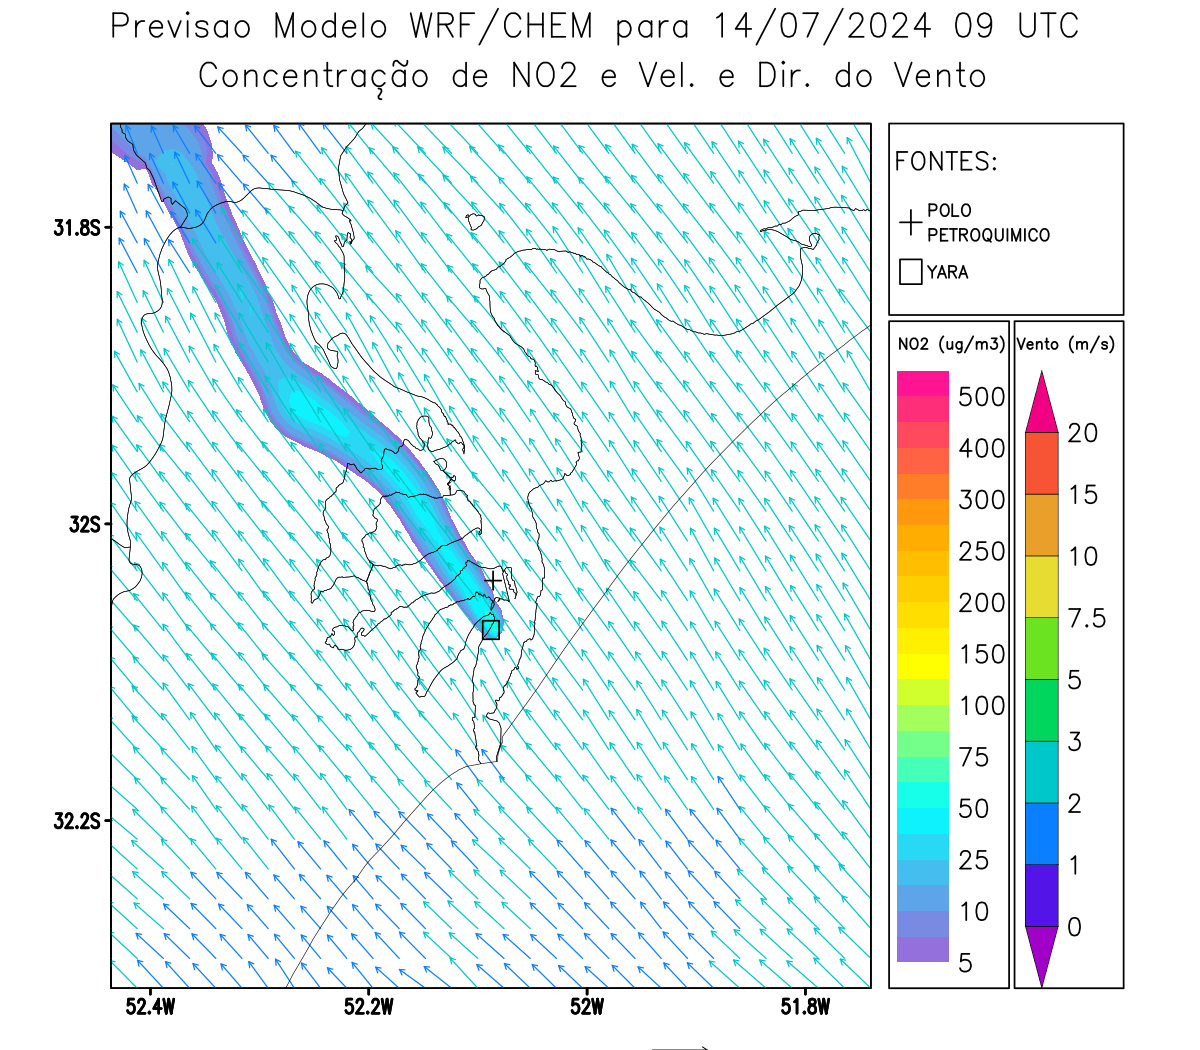 Previsao Modelo WRF/CHEM para 14/07/2024 09 UTC
Concentração de NO2 e Vel. e Dir. do Vento
FONTES:
POLO
PETROQUIMICO
YARA
NO2 (ug/m3)
500
400
300
250
200
150
100
75
50
25
10
5
Vento (m/s)
20
15
10
7.5
5
3
2
1
0
31.8S
32S
32.2S
52.4W
52.2W
52W
51.8W